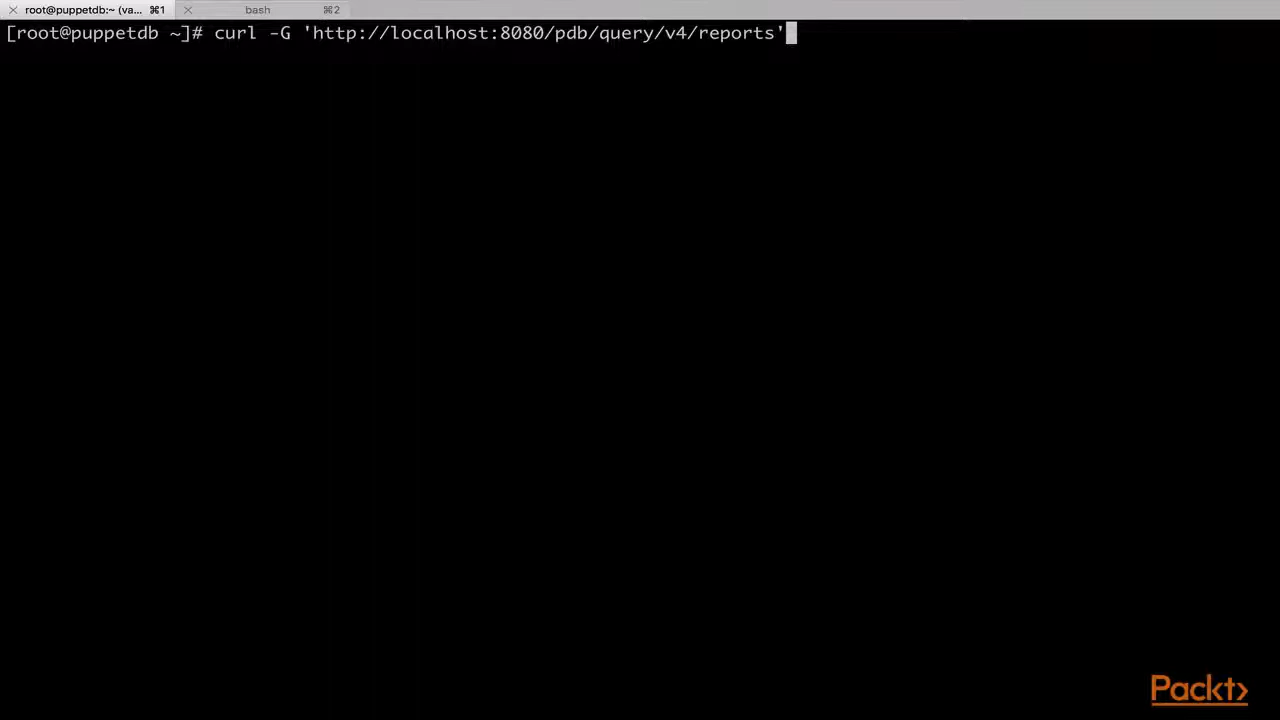 root@puppetdb:~ (va... ⌘1 bash ⌘2
[root@puppetdb ~]# curl -G 'http://localhost:8080/pdb/query/v4/reports'
Packt>